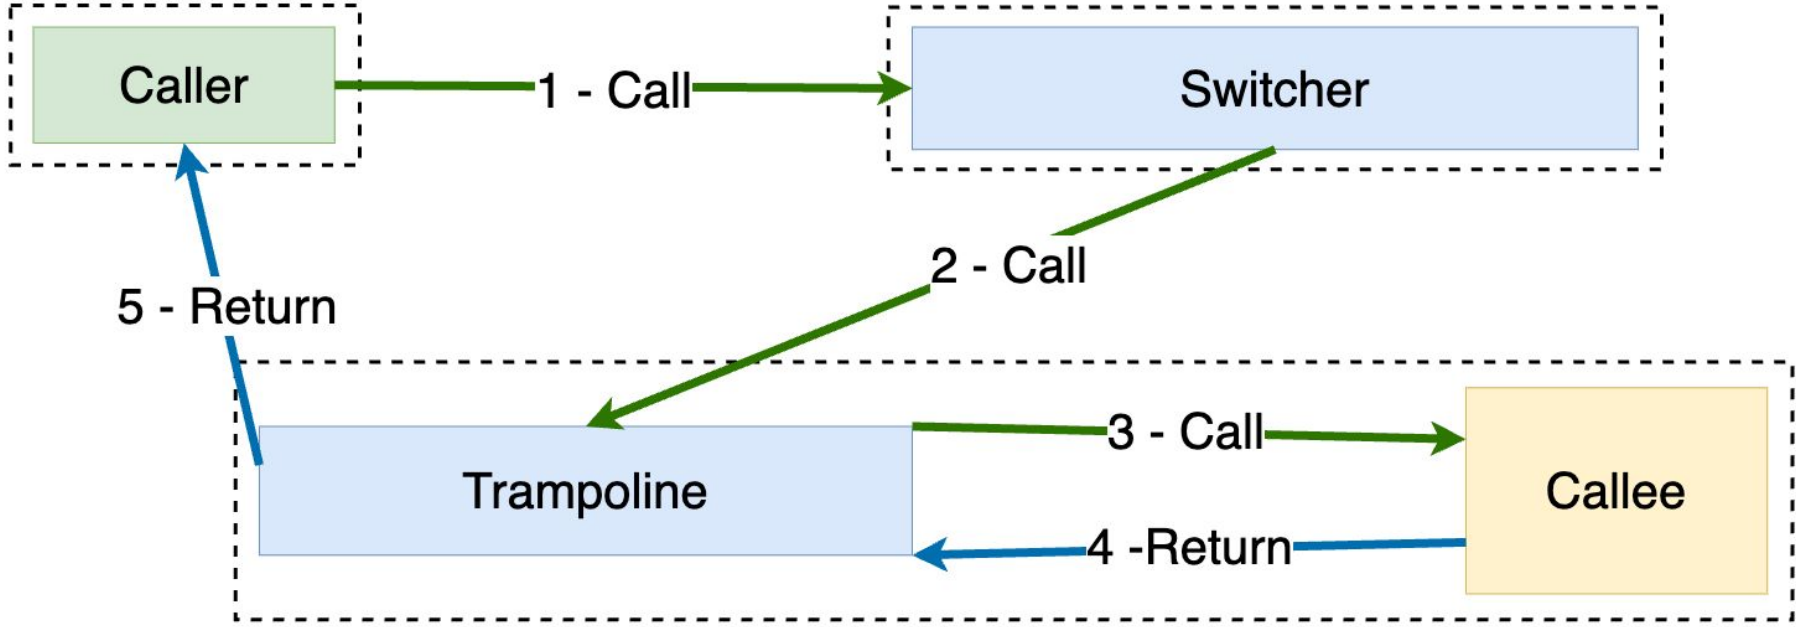 Caller
1 - Call
Switcher
2 - Call
5 - Return
3 - Call
Trampoline
Callee
4 -Return